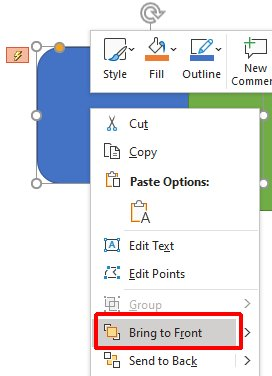 Style Fill Outline New
Comme
Cut
Copy
Paste Options:
Edit Text
Edit Points
Group
Bring to Front
Send to Back